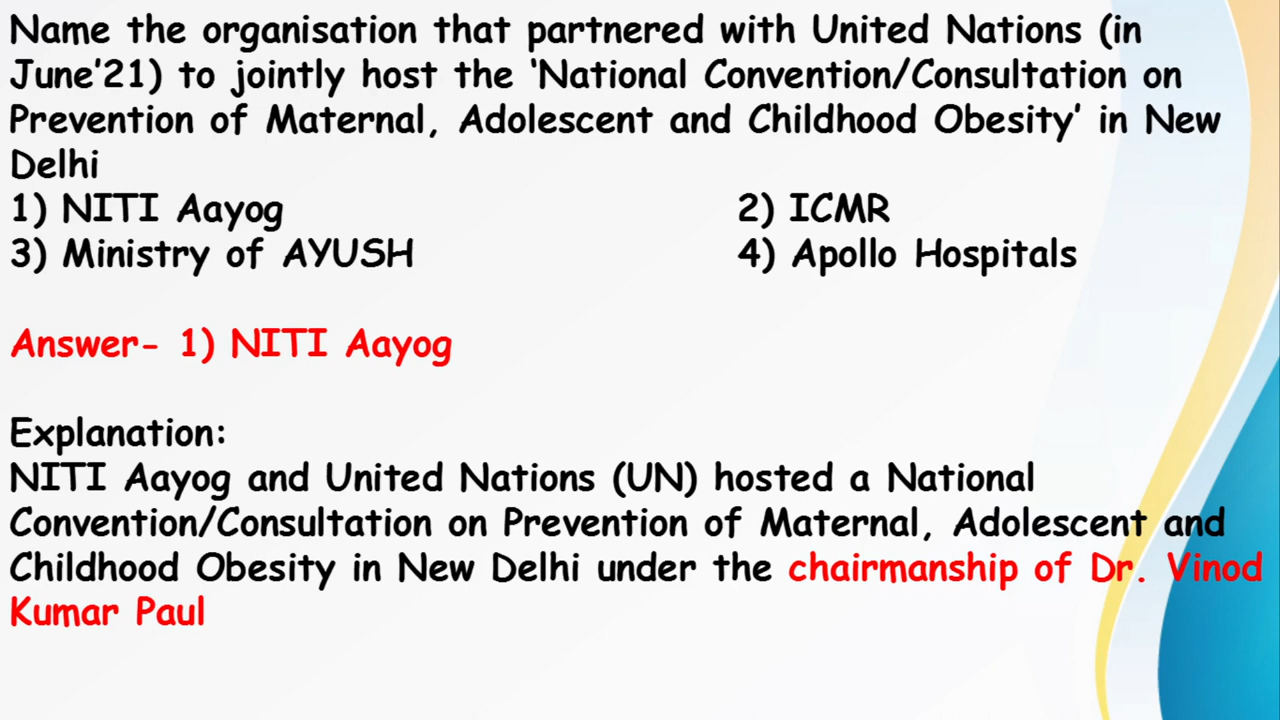 Name the organisation that partnered with United Nations (in
June'21) to jointly host the 'National Convention/Consultation on
Prevention of Maternal, Adolescent and Childhood Obesity' in New
Delhi
1) NITI Aayog 2) ICMR
3) Ministry of AYUSH 4) Apollo Hospitals
Answer- 1) NITI Aayog
Explanation:
NITI Aayog and United Nations (UN) hosted a National
Convention/Consultation on Prevention of Maternal, Adolescent and
Childhood Obesity in New Delhi under the chairmanship of Dr. Vinod
Kumar Paul